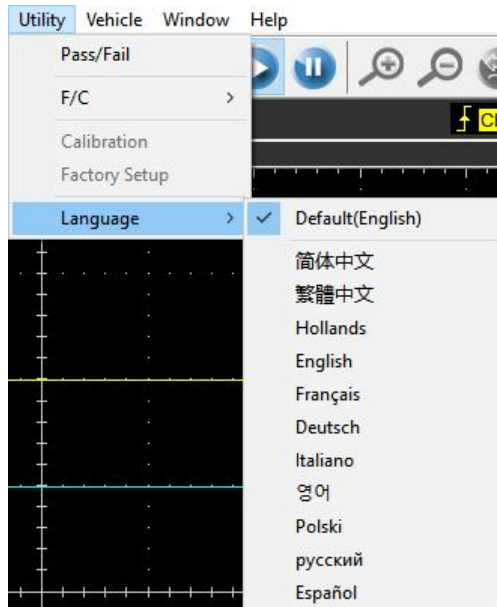 Utility Vehicle Window Help
Pass/Fail
F/C
Calibration
Factory Setup
Language
Default(English)
简体中文
繁體中文
Hollands
English
Français
Deutsch
Italiano
영어
Polski
русский
Español